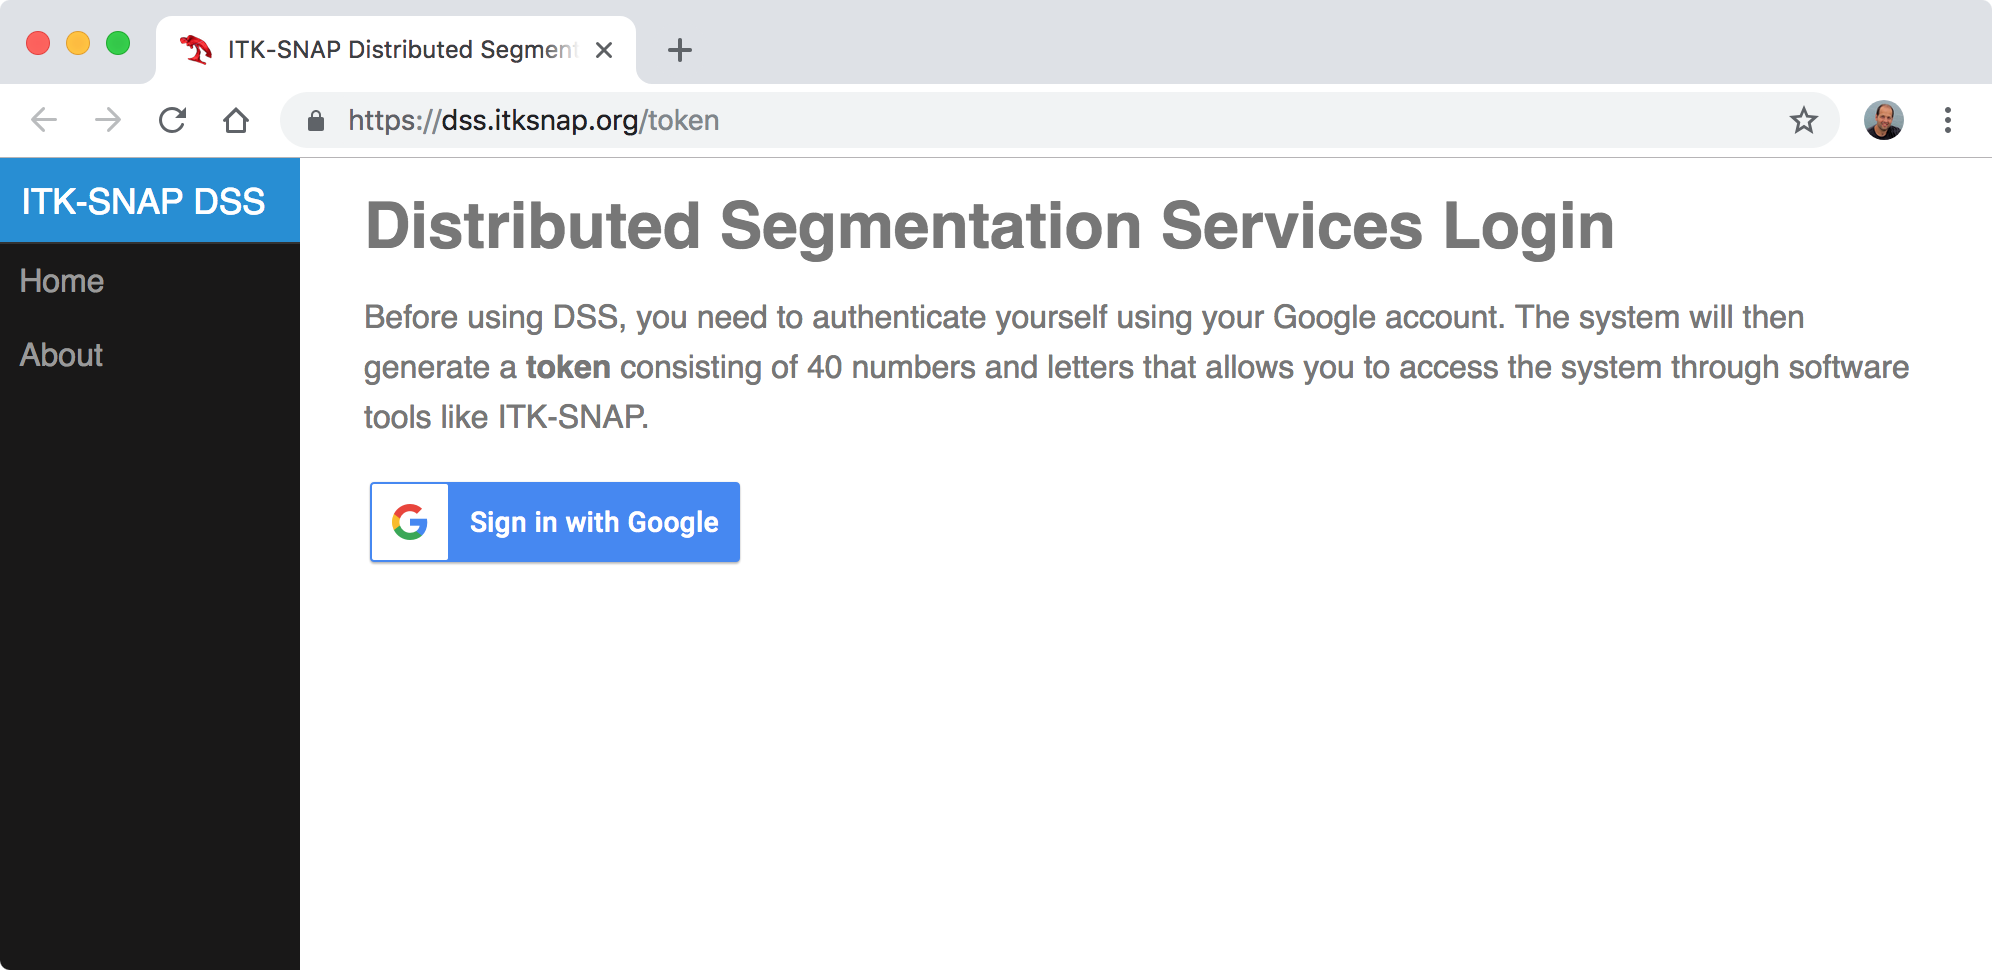 ITK-SNAP Distributed Segment
https://dss.itksnap.org/token
ITK-SNAP DSS
Home
About
Distributed Segmentation Services Login
Before using DSS, you need to authenticate yourself using your Google account. The system will then
generate a token consisting of 40 numbers and letters that allows you to access the system through software
tools like ITK-SNAP.
Sign in with Google